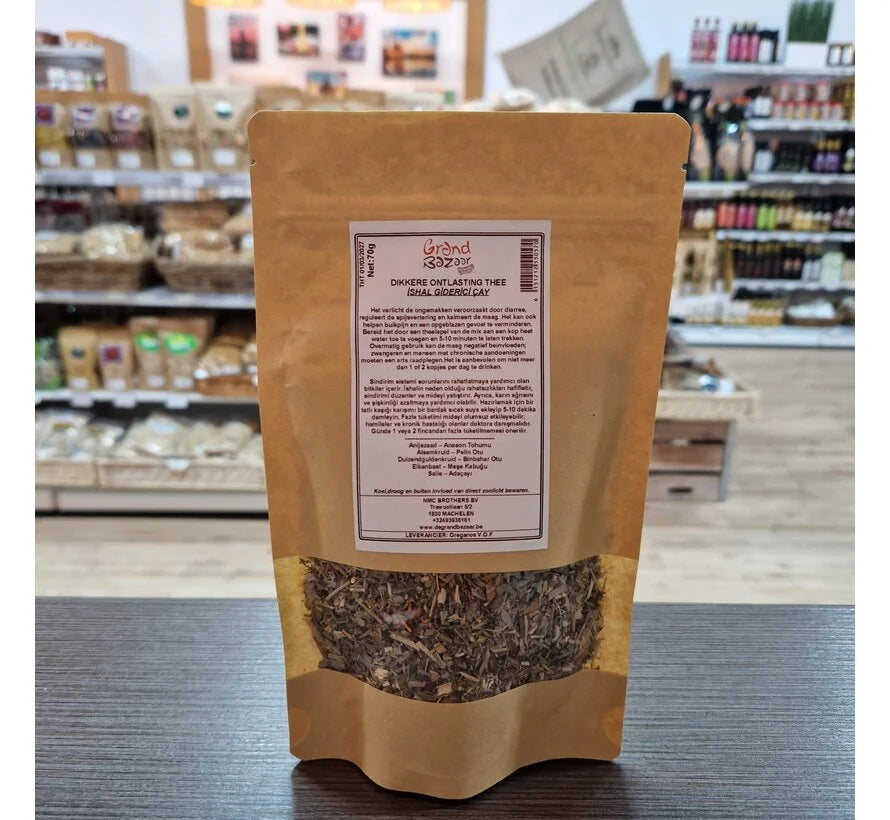 THT 01/03/2027
Net:70g
Grand
Bazaar
6 151212 850570
DIKKERE ONTLASTING THEE
İSHAL GİDERİCİ ÇAY
Het verlicht de ongemakken veroorzaakt door diarree,
reguleert de spijsvertering en kalmeert de maag. Het kan ook
helpen buikpijn en een opgeblazen gevoel te verminderen.
Bereid het door een theelepel van de mix aan een kop heet
water toe te voegen en 5-10 minuten te laten trekken.
Overmatig gebruik kan de maag negatief beïnvloeden;
zwangeren en mensen met chronische aandoeningen
moeten een arts raadplegen.Het is aanbevolen om niet meer
dan 1 of 2 kopjes per dag te drinken.
Sindirim sistemi sorunlarını rahatlatmaya yardımcı olan
bitkiler içerir. İshalin neden olduğu rahatsızlıkları hafifletir,
sindirimi düzenler ve mideyi yatıştırır. Ayrıca, karın ağrısını
ve şişkinliği azaltmaya yardımcı olabilir. Hazırlamak için bir
tatlı kaşığı karışımı bir bardak sıcak suya ekleyip 5-10 dakika
demleyin. Fazla tüketimi mideyi olumsuz etkileyebilir;
hamileler ve kronik hastalığı olanlar doktora danışmalıdır.
Günde 1 veya 2 fincandan fazla tüketilmemesi önerilir.
Anijszaad – Anason Tohumu
Alsemkruid – Pelin Otu
Duizendguldenkruid – Binbahar Otu
Eikenbast – Meşe Kabuğu
Salie – Adaçayı
Koel,droog en buiten invloed van direct zonlicht bewaren.
NMC BROTHERS BV
5/2
1830 MACHELEN
+32493938161
www.degrandbazaar.be
LEVERANCIER: Oreganos V.O.F